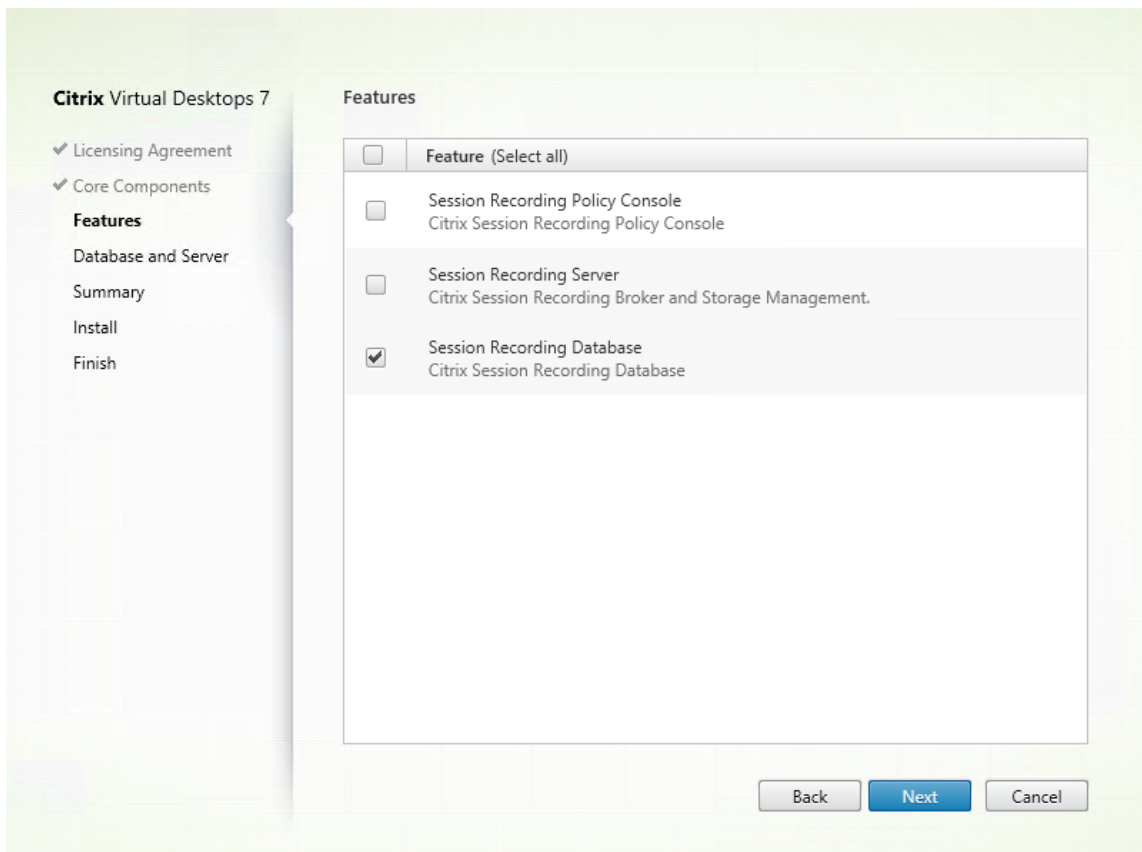 Citrix Virtual Desktops 7
Licensing Agreement
Core Components
Features
Database and Server
Summary
Install
Finish
Features
Feature (Select all)
Session Recording Policy Console
Citrix Session Recording Policy Console
Session Recording Server
Citrix Session Recording Broker and Storage Management.
Session Recording Database
Citrix Session Recording Database
Back
Next
Cancel